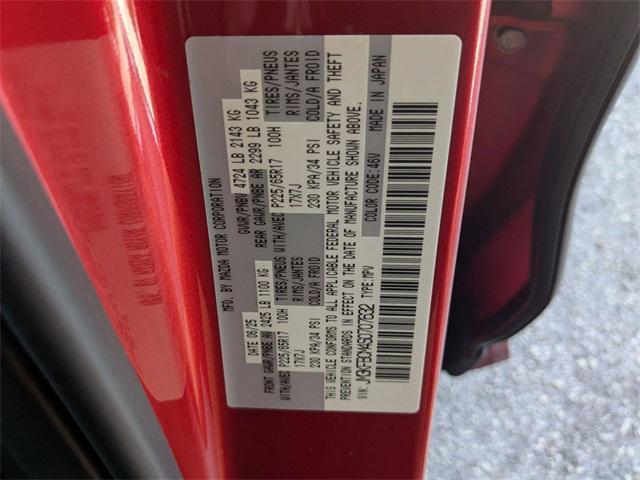 MFD. BY MAZDA MOTOR CORPORATION
DATE 06/25 GVWR/PNBV 4724 LB 2143 KG
FRONT GAWR/PNBE AV 2425 LB 1100 KG REAR GAWR/PNBE AR 2299 LB 1043 KG
WITH/AVEC TIRES/PNEUS WITH/AVEC TIRES/PNEUS
P225/65R17 100H RIMS/JANTES P225/65R17 100H RIMS/JANTES
17X7J COLD/A FROID 17X7J COLD/A FROID
230 KPA/34 PSI 230 KPA/34 PSI
THIS VEHICLE CONFORMS TO ALL APPLICABLE FEDERAL MOTOR VEHICLE SAFETY AND THEFT
PREVENTION STANDARDS IN EFFECT ON THE DATE OF MANUFACTURE SHOWN ABOVE.
VIN: TYPE:MPV COLOR CODE:46V MADE IN JAPAN